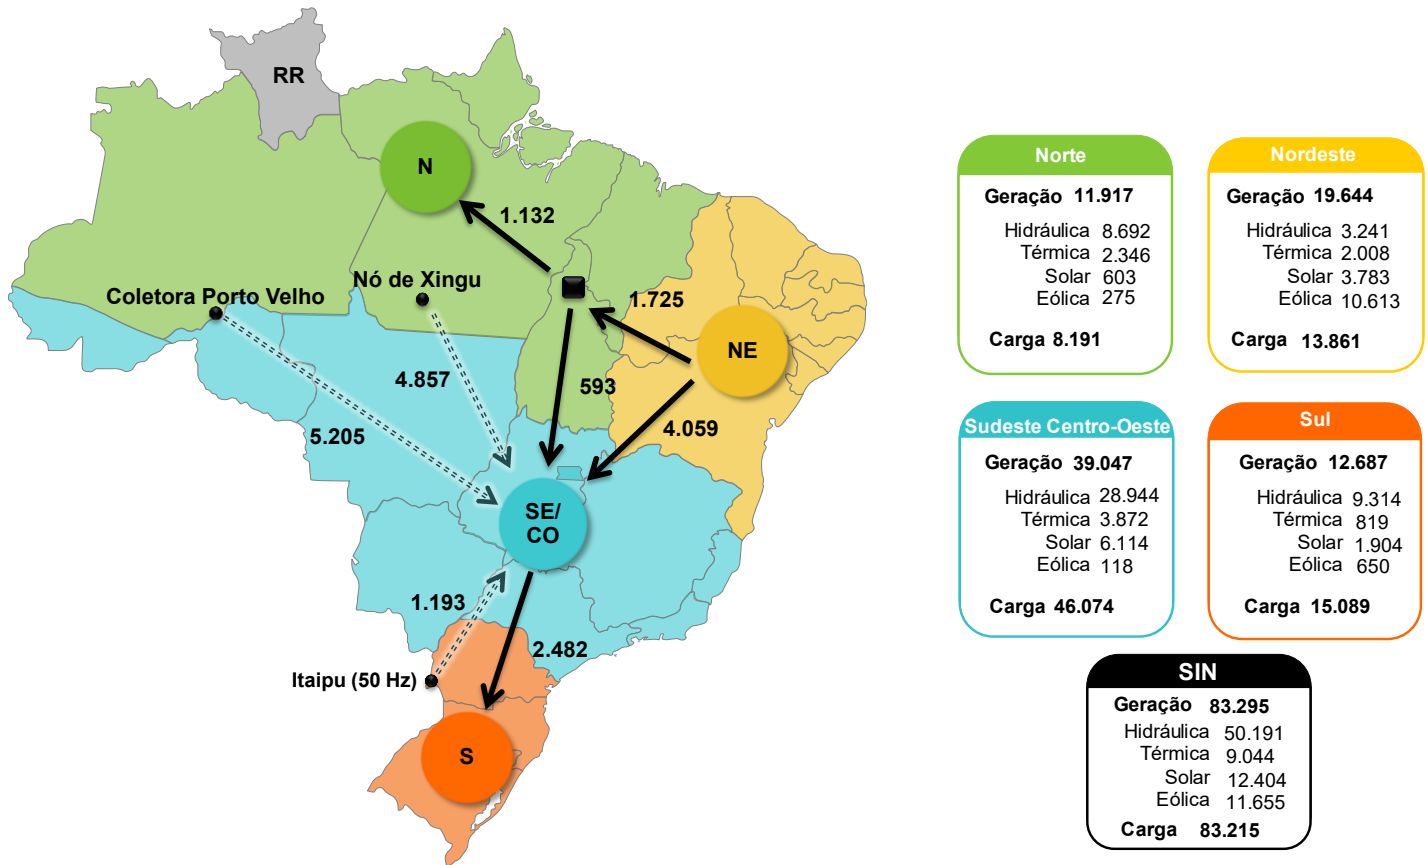 RR
N
1.132
Nó de Xingu
Coletora Porto Velho
1.725
NE
4.857
593
5.205
4.059
SE/
CO
1.193
2.482
Itaipu (50 Hz)
S
Norte
Geração 11.917
Hidráulica 8.692
Térmica 2.346
Solar 603
Eólica 275
Carga 8.191
Nordeste
Geração 19.644
Hidráulica 3.241
Térmica 2.008
Solar 3.783
Eólica 10.613
Carga 13.861
Sudeste Centro-Oeste
Geração 39.047
Hidráulica 28.944
Térmica 3.872
Solar 6.114
Eólica 118
Carga 46.074
Sul
Geração 12.687
Hidráulica 9.314
Térmica 819
Solar 1.904
Eólica 650
Carga 15.089
SIN
Geração 83.295
Hidráulica 50.191
Térmica 9.044
Solar 12.404
Eólica 11.655
Carga 83.215